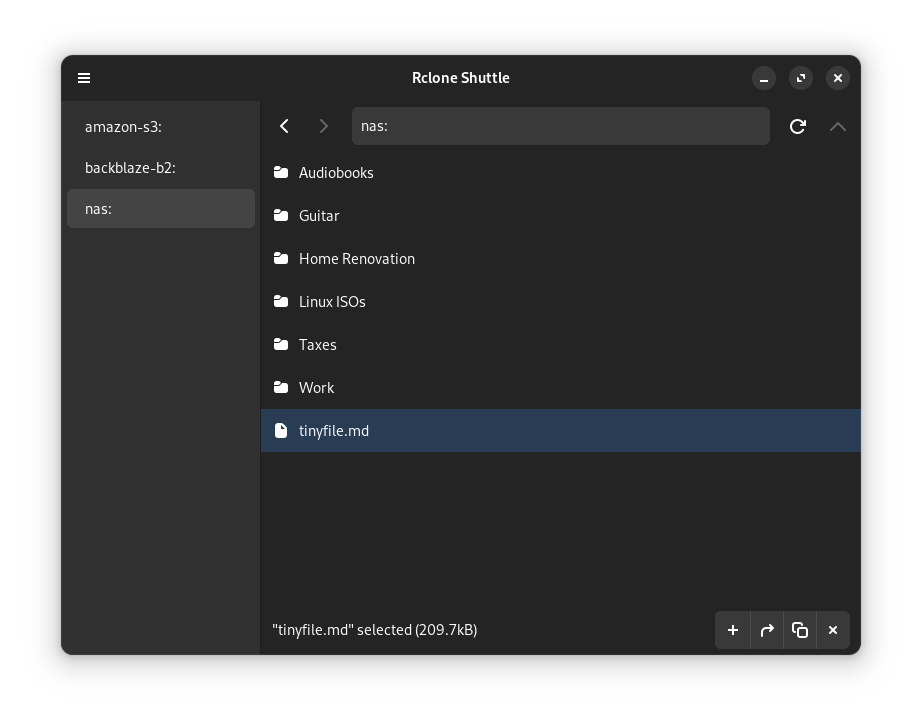 Rclone Shuttle
amazon-s3:
backblaze-b2:
nas:
nas:
Audiobooks
Guitar
Home Renovation
Linux ISOs
Taxes
Work
tinyfile.md
"tinyfile.md" selected (209.7kB)